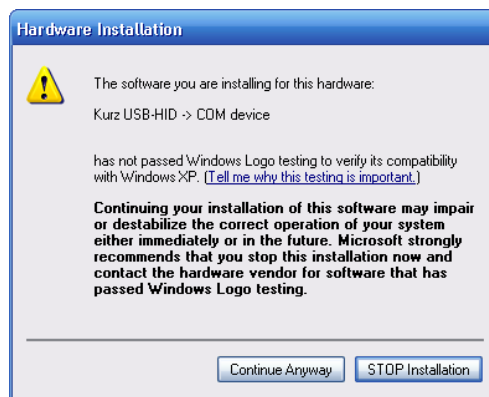 Hardware Installation
The software you are installing for this hardware:
Kurz USB-HID -> COM device
has not passed Windows Logo testing to verify its compatibility
with Windows XP. (Tell me why this testing is important.)
Continuing your installation of this software may impair
or destabilize the correct operation of your system
either immediately or in the future. Microsoft strongly
recommends that you stop this installation now and
contact the hardware vendor for software that has
passed Windows Logo testing.
Continue Anyway
STOP Installation